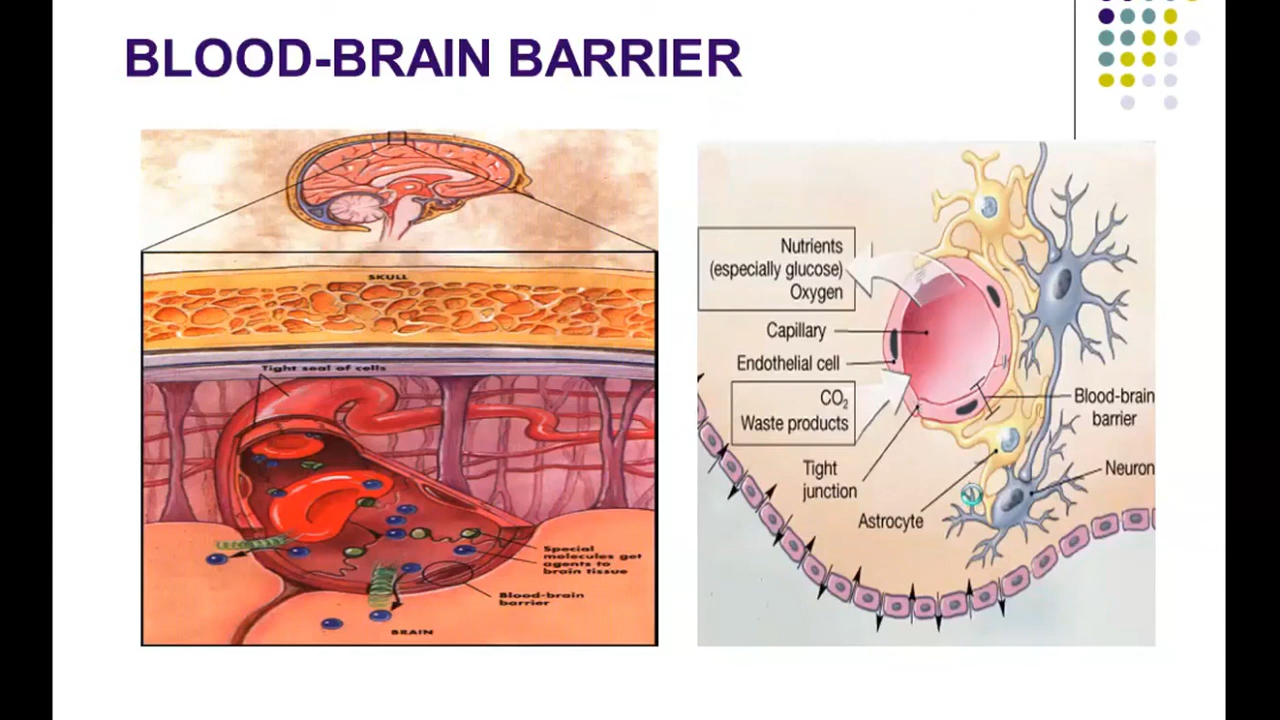 BLOOD-BRAIN BARRIER
SKULL
Tight seal of cells
Special
molecules get
agents to
brain tissue
Blood-brain
barrier
BRAIN
Nutrients
(especially glucose)
Oxygen
Capillary
Endothelial cell
CO₂
Waste products
Tight
junction
Astrocyte
Blood-brain
barrier
Neuron